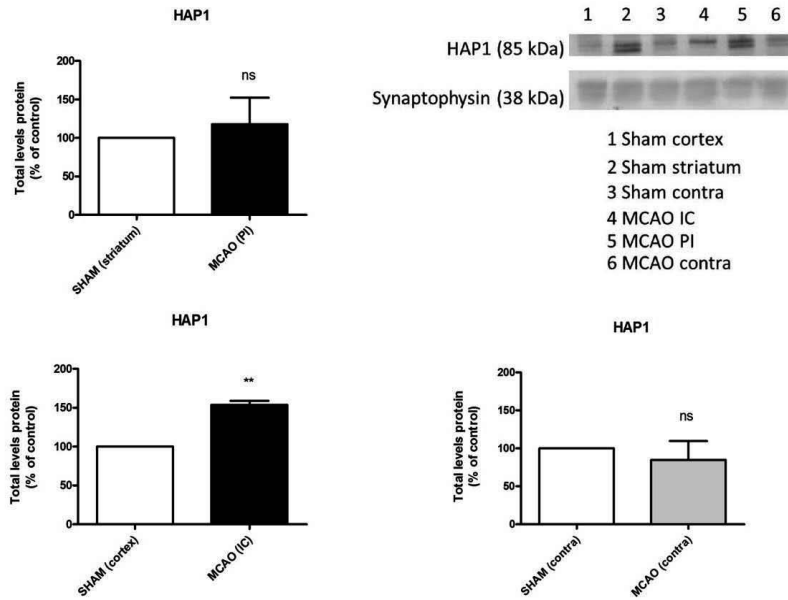 HAP1
Total levels protein
(% of control)
200
150
100
50
0
ns
SHAM (striatum)
MCAO (PI)
1 2 3 4 5 6
HAP1 (85 kDa)
Synaptophysin (38 kDa)
1 Sham cortex
2 Sham striatum
3 Sham contra
4 MCAO IC
5 MCAO PI
6 MCAO contra
HAP1
Total levels protein
(% of control)
200
150
100
50
0
**
SHAM (cortex)
MCAO (IC)
HAP1
Total levels protein
(% of control)
200
150
100
50
0
ns
SHAM (contra)
MCAO (contra)